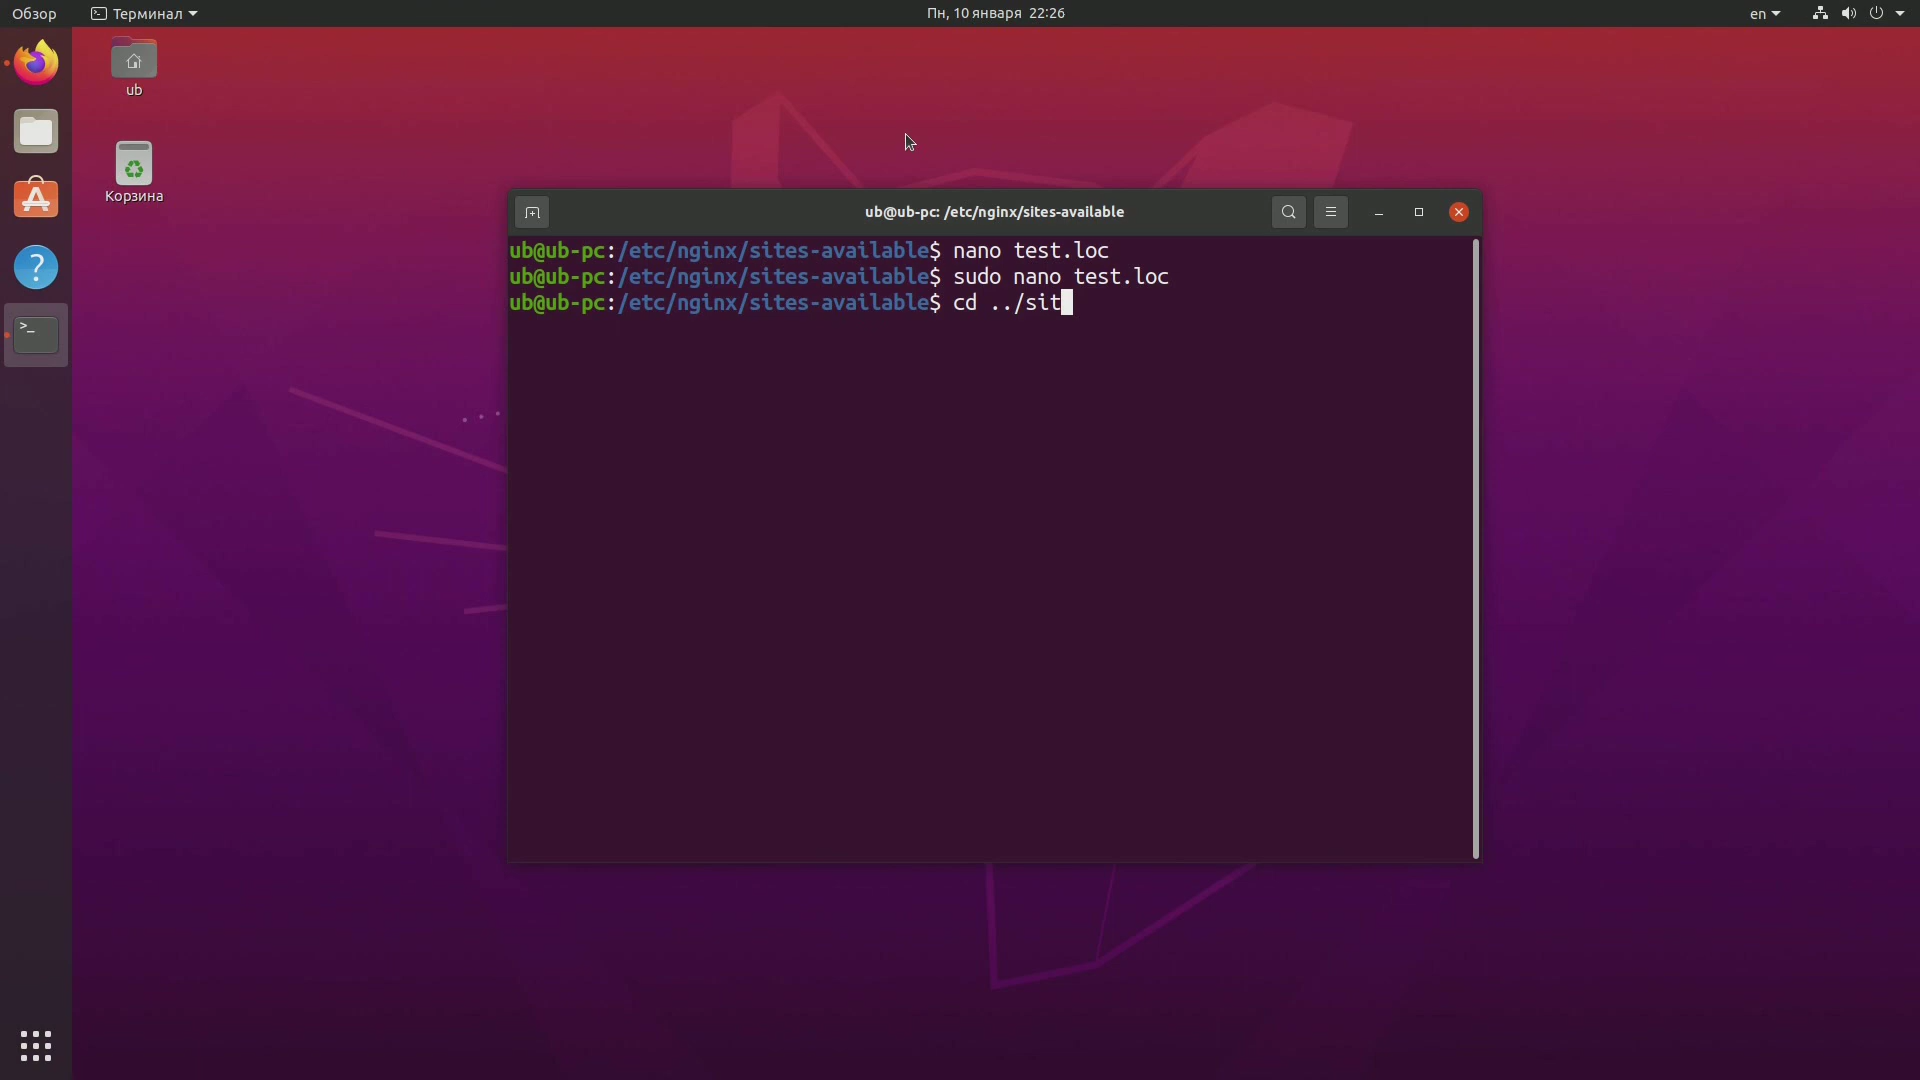 Обзор
Терминал
Пн, 10 января 22:26
en
ub
Корзина
ub@ub-pc: /etc/nginx/sites-available
ub@ub-pc:/etc/nginx/sites-available$ nano test.loc
ub@ub-pc:/etc/nginx/sites-available$ sudo nano test.loc
ub@ub-pc:/etc/nginx/sites-available$ cd ../sit